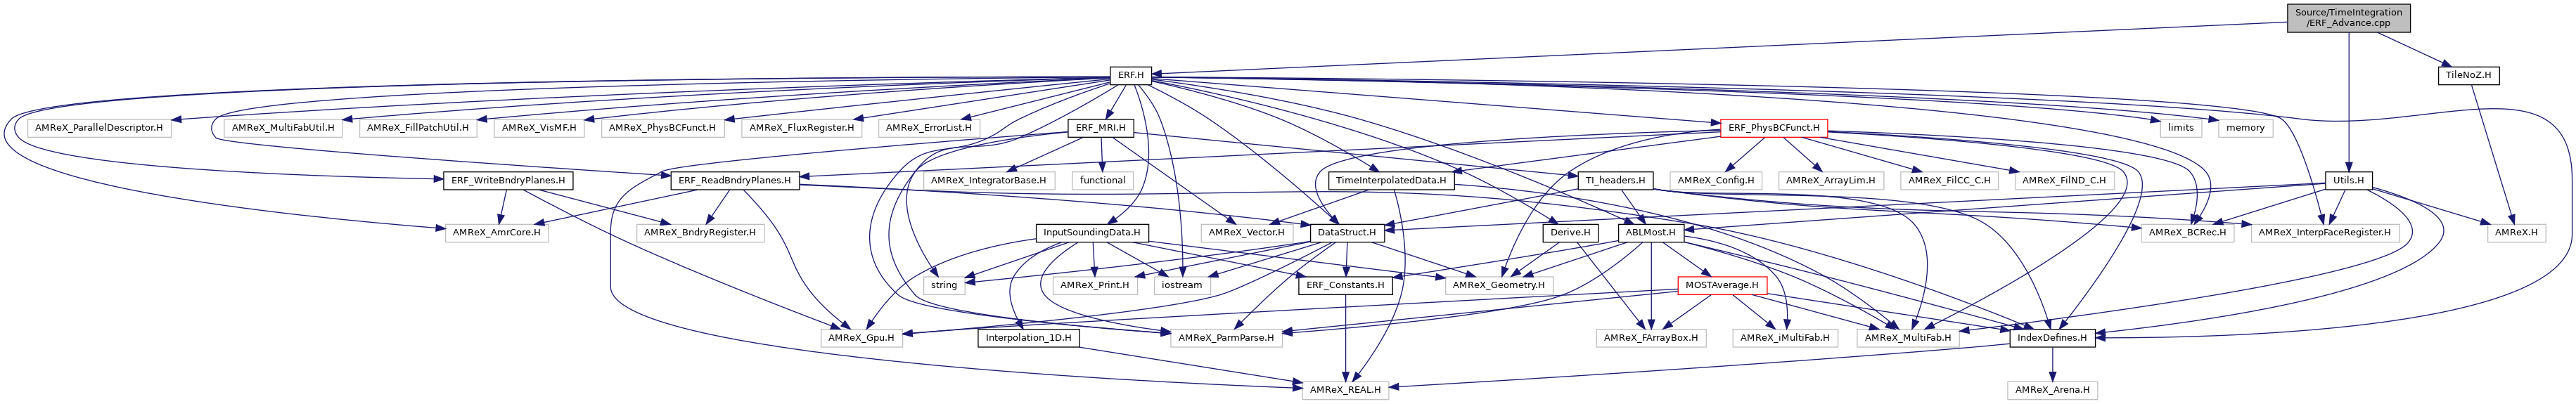 Source/TimeIntegration
/ERF_Advance.cpp
ERF.H
TileNoZ.H
AMReX_ParallelDescriptor.H
AMReX_MultiFabUtil.H
AMReX_FillPatchUtil.H
AMReX_VisMF.H
AMReX_PhysBCFunct.H
AMReX_FluxRegister.H
AMReX_ErrorList.H
ERF_MRI.H
ERF_PhysBCFunct.H
limits
memory
ERF_WriteBndryPlanes.H
ERF_ReadBndryPlanes.H
AMReX_IntegratorBase.H
functional
TimeInterpolatedData.H
TI_headers.H
AMReX_Config.H
AMReX_ArrayLim.H
AMReX_FilCC_C.H
AMReX_FilND_C.H
Utils.H
AMReX_AmrCore.H
AMReX_BndryRegister.H
InputSoundingData.H
AMReX_Vector.H
DataStruct.H
Derive.H
ABLMost.H
AMReX_BCRec.H
AMReX_InterpFaceRegister.H
AMReX.H
string
AMReX_Print.H
iostream
ERF_Constants.H
AMReX_Geometry.H
MOSTAverage.H
AMReX_Gpu.H
Interpolation_1D.H
AMReX_ParmParse.H
AMReX_FArrayBox.H
AMReX_iMultiFab.H
AMReX_MultiFab.H
IndexDefines.H
AMReX_REAL.H
AMReX_Arena.H